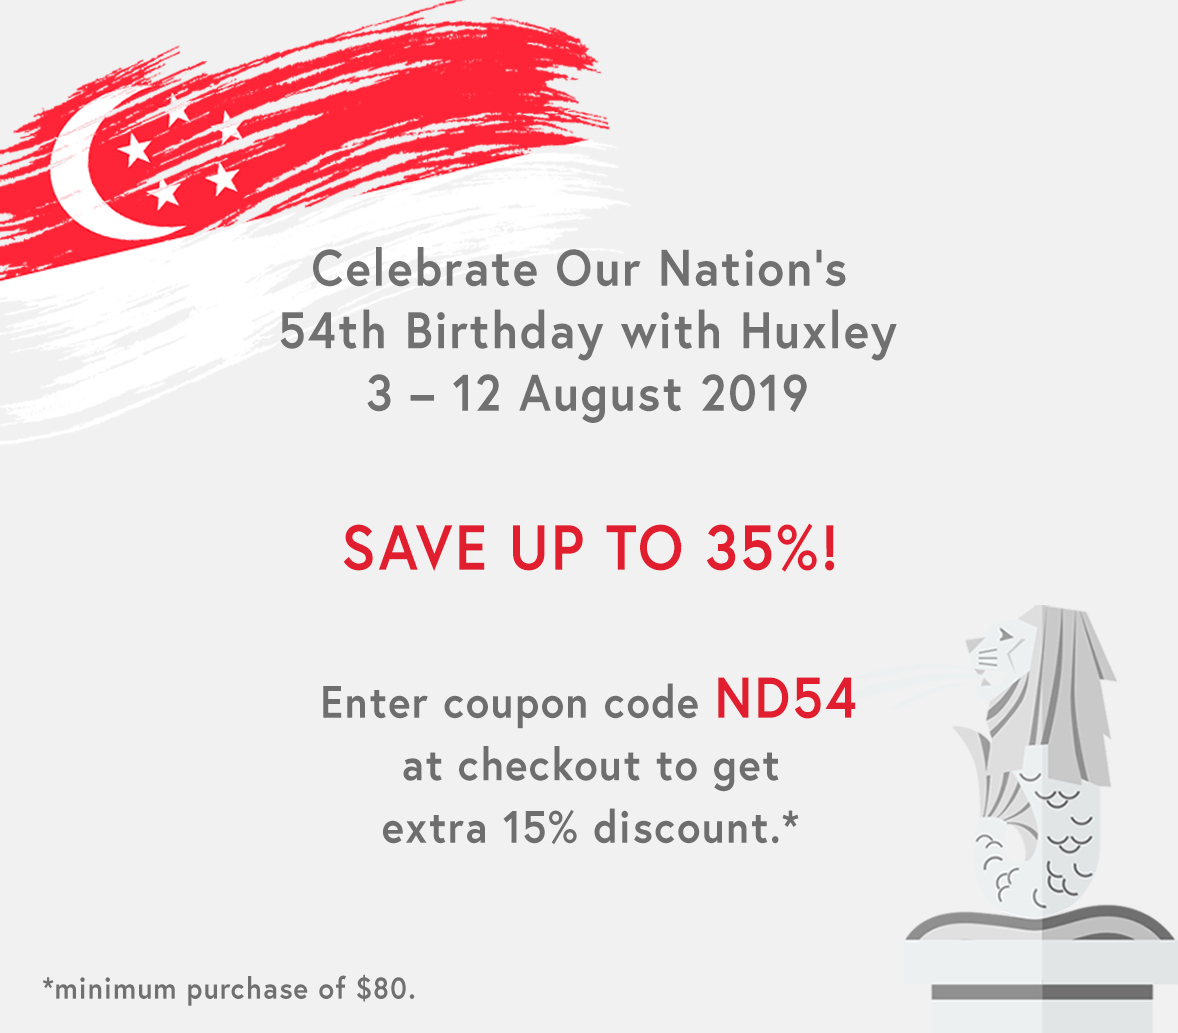 Celebrate Our Nation's
54th Birthday with Huxley
3 – 12 August 2019
SAVE UP TO 35%!
Enter coupon code ND54
at checkout to get
extra 15% discount.*
*minimum purchase of $80.